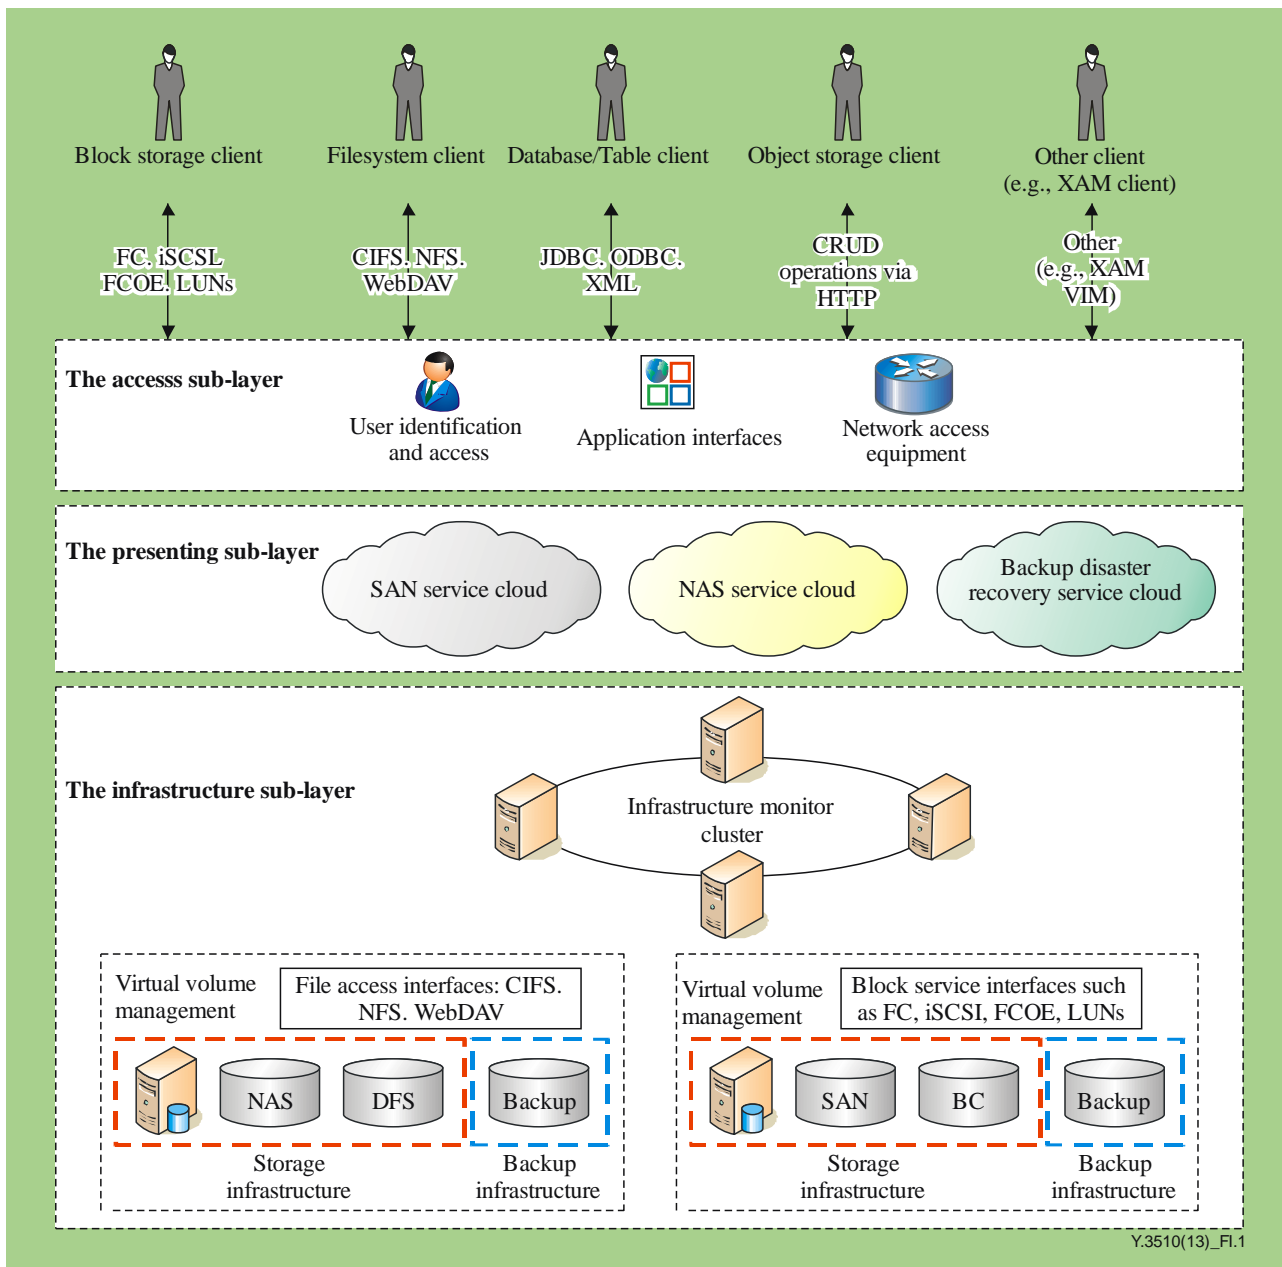 Block storage client
Filesystem client
Database/Table client
Object storage client
Other client
(e.g., XAM client)
FC. iSCSL
FCOE. LUNs
CIFS. NFS.
WebDAV
JDBC. ODBC.
XML
CRUD
operations via
HTTP
Other
(e.g., XAM
VIM)
The accesss sub-layer
User identification
and access
Application interfaces
Network access
equipment
The presenting sub-layer
SAN service cloud
NAS service cloud
Backup disaster
recovery service cloud
The infrastructure sub-layer
Infrastructure monitor
cluster
Virtual volume
management
File access interfaces: CIFS.
NFS. WebDAV
NAS
DFS
Backup
Storage
infrastructure
Backup
infrastructure
Virtual volume
management
Block service interfaces such
as FC, iSCSI, FCOE, LUNs
SAN
BC
Backup
Storage
infrastructure
Backup
infrastructure
Y.3510(13)_FI.1